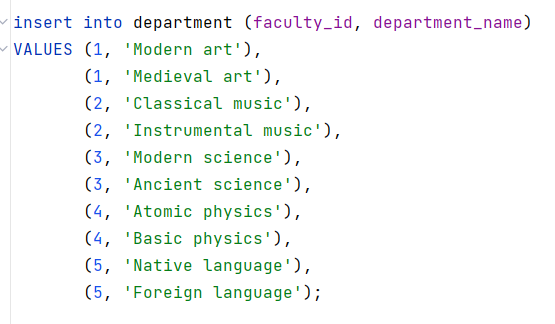 insert into department (faculty_id, department_name)
VALUES (1, 'Modern art'),
(1, 'Medieval art'),
(2, 'Classical music'),
(2, 'Instrumental music'),
(3, 'Modern science'),
(3, 'Ancient science'),
(4, 'Atomic physics'),
(4, 'Basic physics'),
(5, 'Native language'),
(5, 'Foreign language');